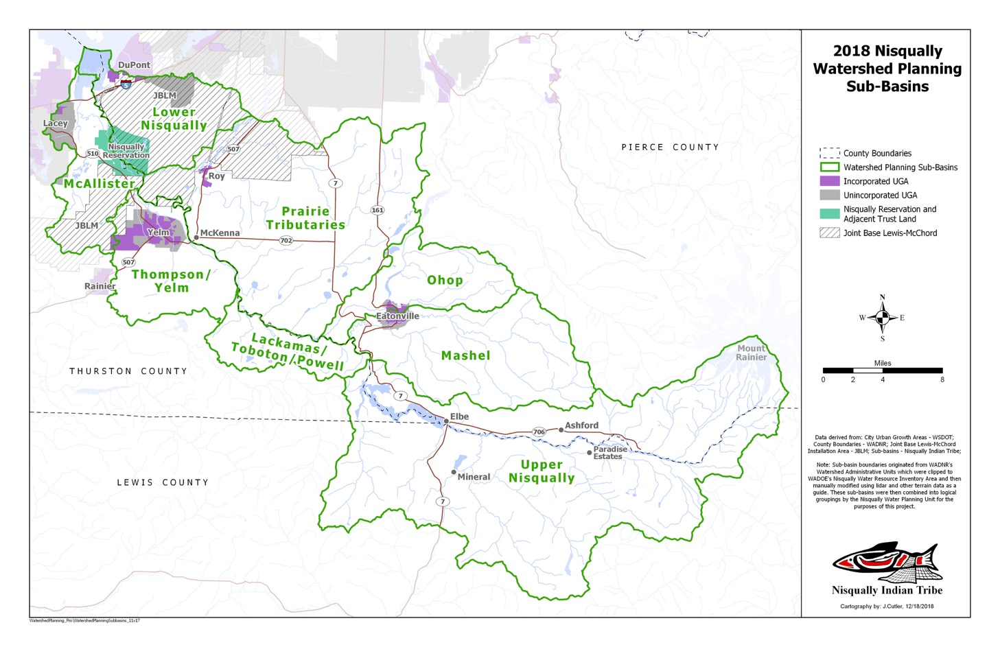 2018 Nisqually
Watershed Planning
Sub-Basins
County Boundaries
Watershed Planning Sub-Basins
Incorporated UGA
Unincorporated UGA
Nisqually Reservation and
Adjacent Trust Land
Joint Base Lewis-McChord
N
W
E
S
Miles
0
2
4
8
Data derived from: City Urban Growth Areas - WSDOT;
County Boundaries - WADNR; Joint Base Lewis-McChord
Installation Area - JBLM; Sub-basins - Nisqually Indian Tribe;
Note: Sub-basin boundaries originated from WADNR's
Watershed Administrative Units which were clipped to
WADOE's Nisqually Water Resource Inventory Area and then
manually modified using lidar and other terrain data as a
guide. These sub-basins were then combined into logical
groupings by the Nisqually Water Planning Unit for the
purposes of this project.
Nisqually Indian Tribe
Cartography by: J.Cutler, 12/18/2018
DuPont
5
JBLM
Lower
Nisqually
Lacey
Nisqually
Reservation
510
507
PIERCE COUNTY
McAllister
Roy
7
Prairie
Tributaries
161
JBLM
Yelm
McKenna
702
507
Thompson/
Yelm
Rainier
Ohop
Eatonville
Lackamas/
Toboton/Powell
Mashel
Mount
Rainier
THURSTON COUNTY
7
Elbe
706
Ashford
Paradise
Estates
Mineral
Upper
Nisqually
LEWIS COUNTY
7
WatershedPlanning_Pro\WatershedPlanningSubbasins_11x17